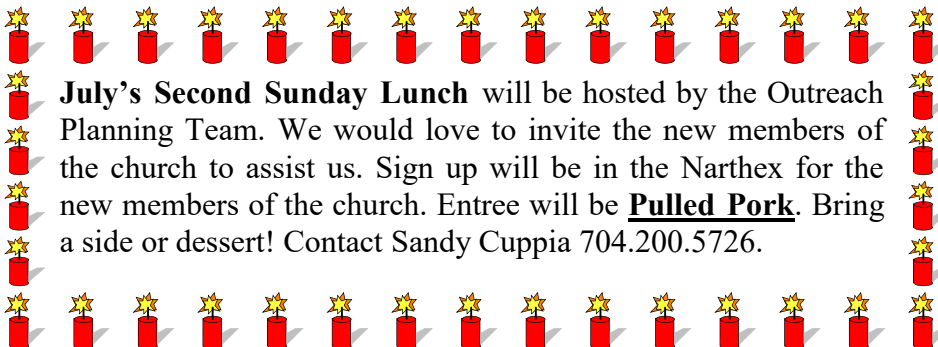 July’s Second Sunday Lunch will be hosted by the Outreach
Planning Team. We would love to invite the new members of
the church to assist us. Sign up will be in the Narthex for the
new members of the church. Entree will be Pulled Pork. Bring
a side or dessert! Contact Sandy Cuppia 704.200.5726.